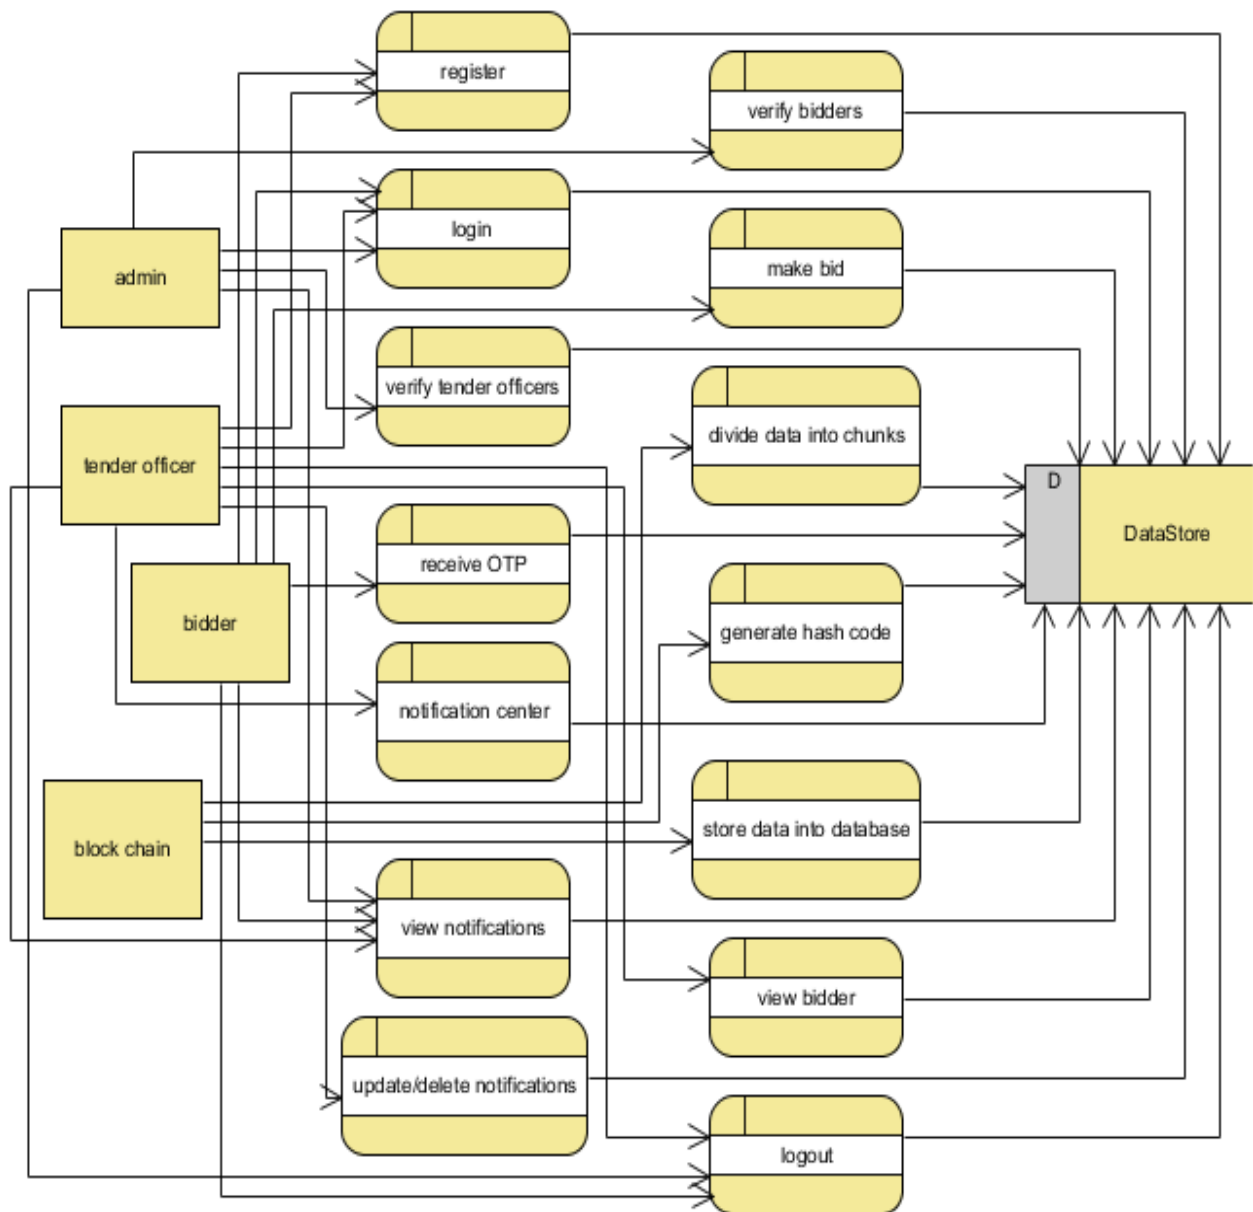 register
verify bidders
login
make bid
admin
verify tender officers
divide data into chunks
tender officer
D
DataStore
receive OTP
bidder
generate hash code
notification center
store data into database
block chain
view notifications
view bidder
update/delete notifications
logout